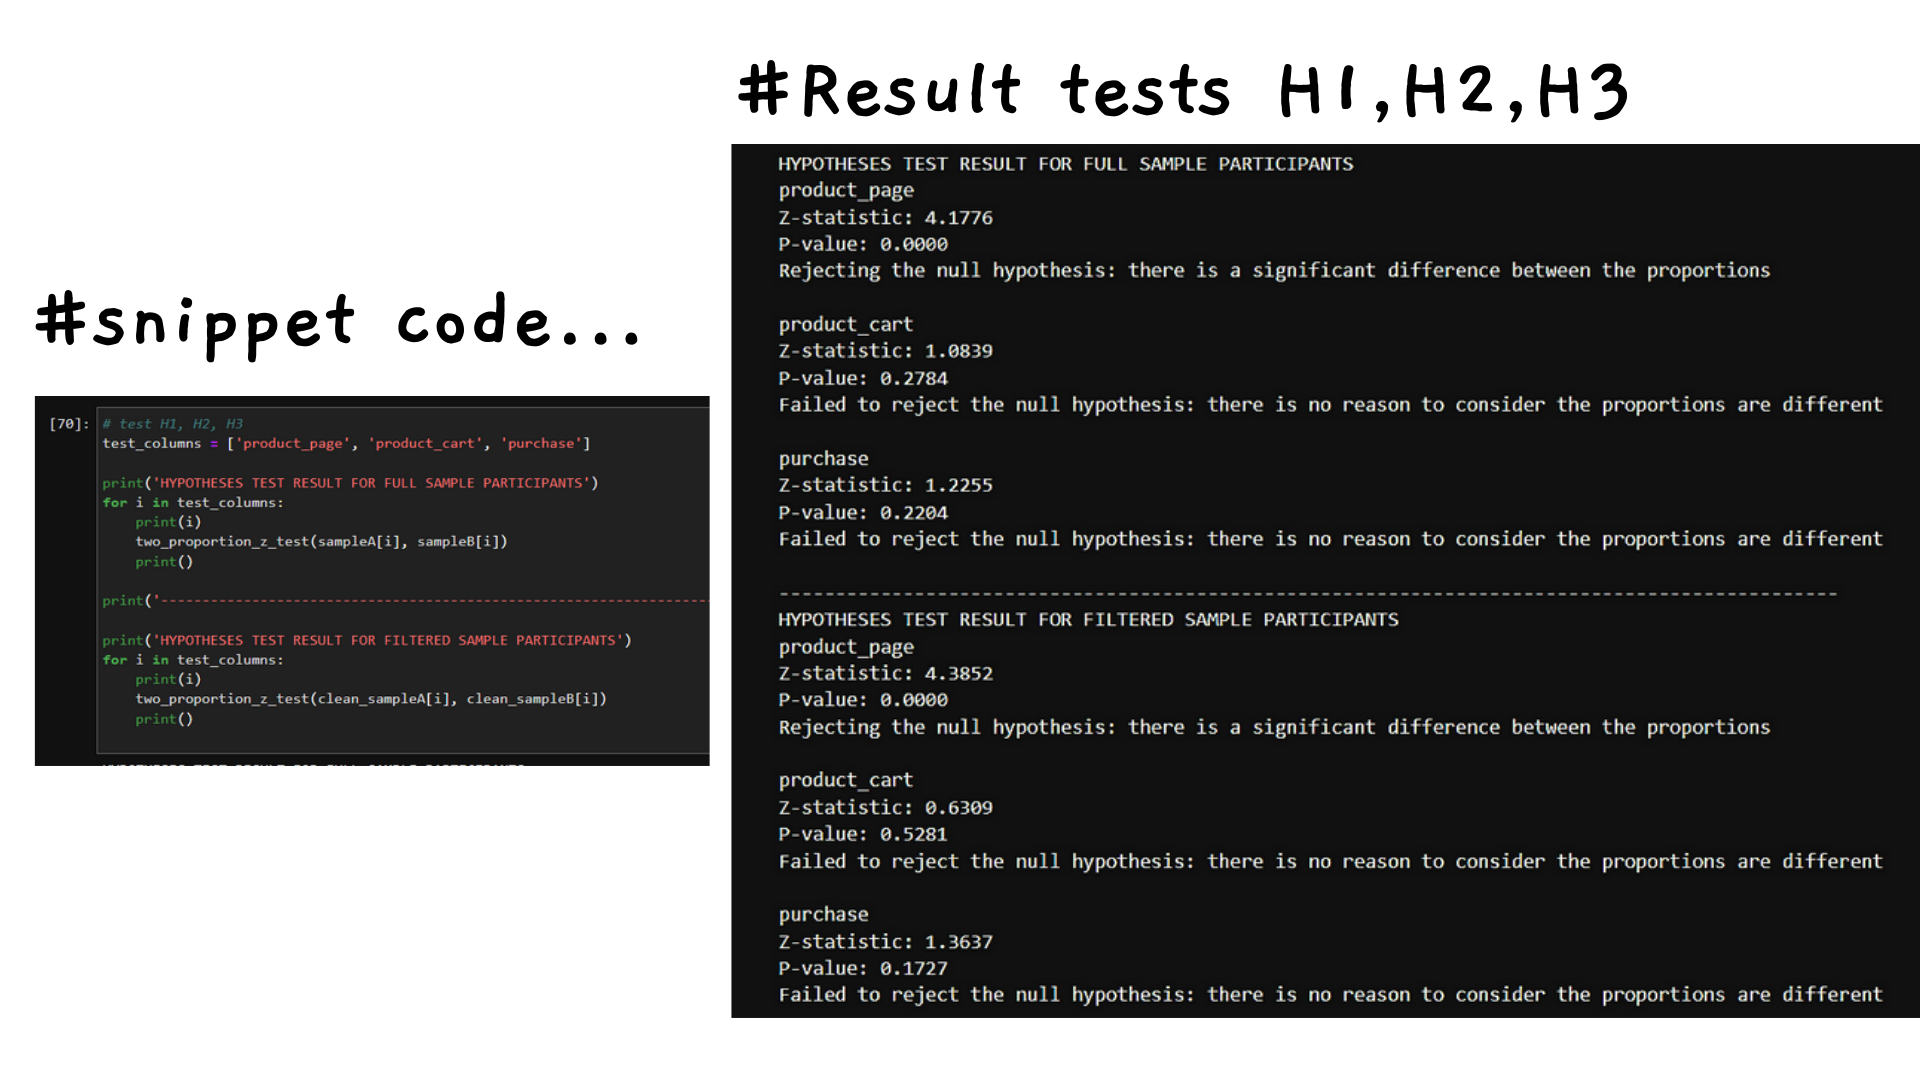 #snippet code...
[70]: # test H1, H2, H3
test_columns = ['product_page', 'product_cart', 'purchase']
print('HYPOTHESES TEST RESULT FOR FULL SAMPLE PARTICIPANTS')
for i in test_columns:
print(i)
two_proportion_z_test(sampleA[i], sampleB[i])
print()
print('-------------------------------------------------------------------
print('HYPOTHESES TEST RESULT FOR FILTERED SAMPLE PARTICIPANTS')
for i in test_columns:
print(i)
two_proportion_z_test(clean_sampleA[i], clean_sampleB[i])
print()
#Result tests H1,H2,H3
HYPOTHESES TEST RESULT FOR FULL SAMPLE PARTICIPANTS
product_page
Z-statistic: 4.1776
P-value: 0.0000
Rejecting the null hypothesis: there is a significant difference between the proportions
product_cart
Z-statistic: 1.0839
P-value: 0.2784
Failed to reject the null hypothesis: there is no reason to consider the proportions are different
purchase
Z-statistic: 1.2255
P-value: 0.2204
Failed to reject the null hypothesis: there is no reason to consider the proportions are different
----------------------------------------------------------------------------------------------
HYPOTHESES TEST RESULT FOR FILTERED SAMPLE PARTICIPANTS
product_page
Z-statistic: 4.3852
P-value: 0.0000
Rejecting the null hypothesis: there is a significant difference between the proportions
product_cart
Z-statistic: 0.6309
P-value: 0.5281
Failed to reject the null hypothesis: there is no reason to consider the proportions are different
purchase
Z-statistic: 1.3637
P-value: 0.1727
Failed to reject the null hypothesis: there is no reason to consider the proportions are different